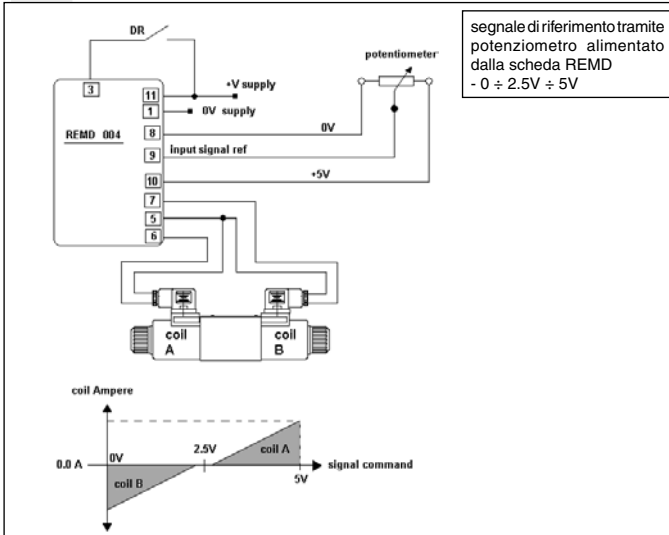 segnale di riferimento tramite
potenziometro alimentato
dalla scheda REMD
- 0 ÷ 2.5V ÷ 5V
DR
potentiometer
3
+V supply
11
1
0V supply
REMD 004
8
0V
9
input signal ref
10
+5V
7
5
6
coil
A
coil
B
coil Ampere
0.0 A
0V
2.5V
coil A
signal command
coil B
5V